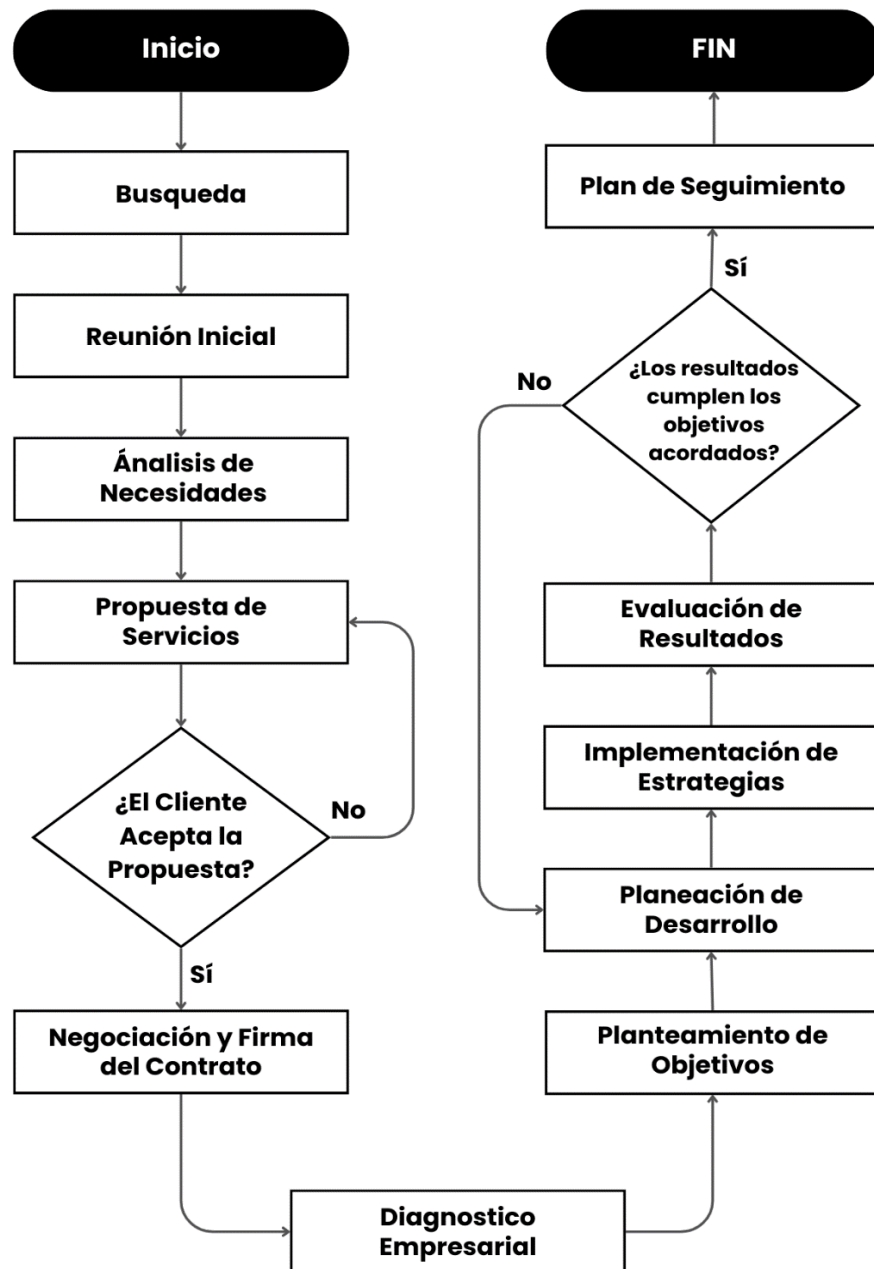 Inicio
Busqueda
Reunión Inicial
Ánalisis de
Necesidades
Propuesta de
Servicios
¿El Cliente
Acepta la
Propuesta?
No
Sí
Negociación y Firma
del Contrato
Diagnostico
Empresarial
Planteamiento de
Objetivos
Planeación de
Desarrollo
Implementación de
Estrategias
Evaluación de
Resultados
¿Los resultados
cumplen los
objetivos
acordados?
No
Sí
Plan de Seguimiento
FIN